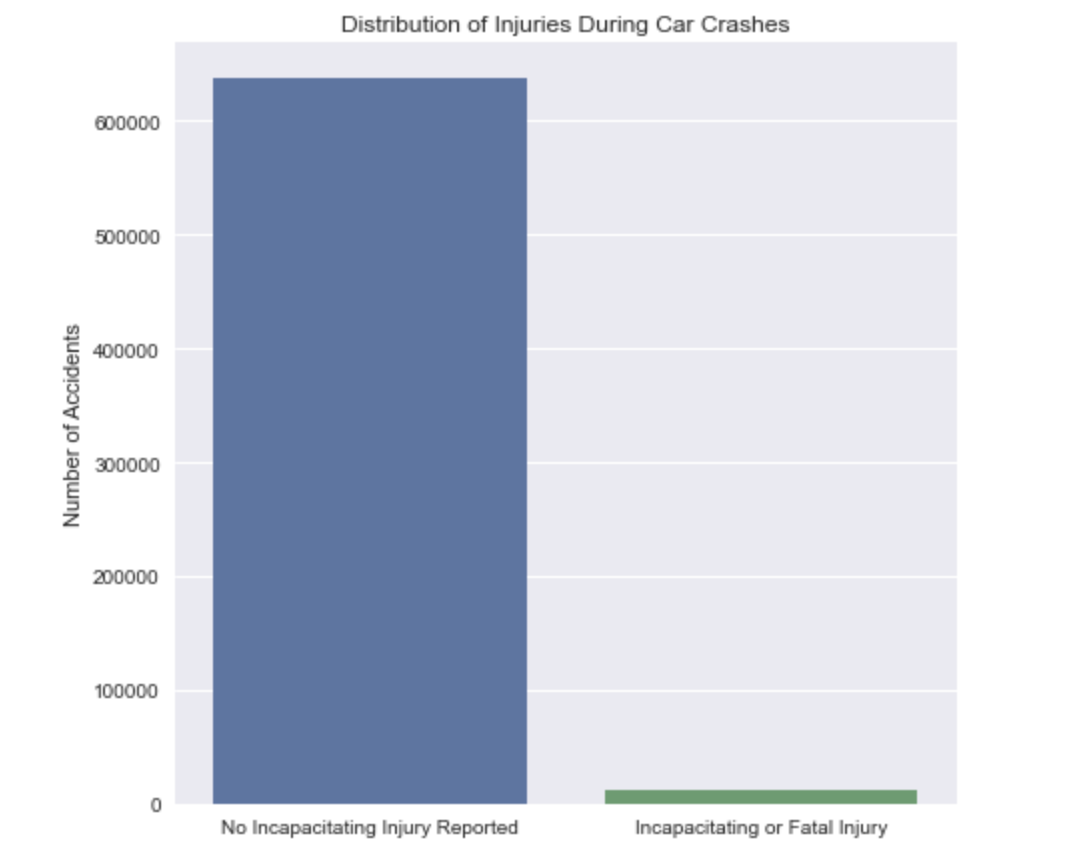 Distribution of Injuries During Car Crashes
Number of Accidents
600000
500000
400000
300000
200000
100000
0
No Incapacitating Injury Reported
Incapacitating or Fatal Injury